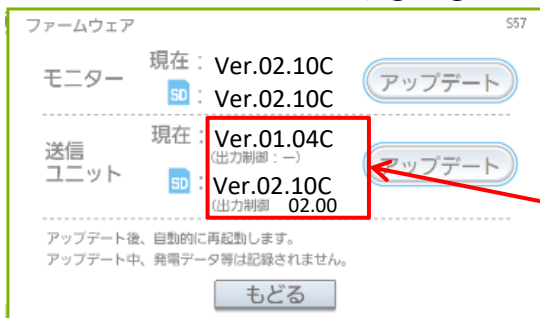 ファームウェア S57
モニター 現在：Ver.02.10C アップデート
SD：Ver.02.10C
送信ユニット 現在：Ver.01.04C アップデート
(出力制御：―)
SD：Ver.02.10C
(出力制御 02.00
アップデート後、自動的に再起動します。
アップデート中、発電データ等は記録されません。
もどる